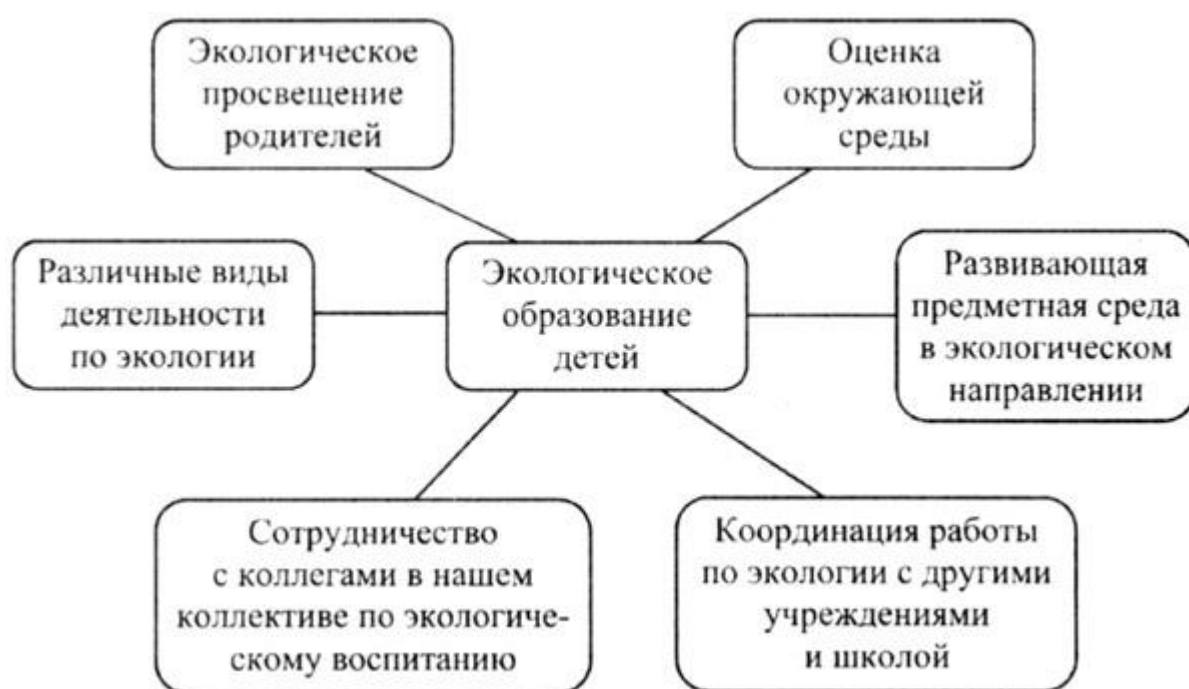 Экологическое
просвещение
родителей
Оценка
окружающей
среды
Различные виды
деятельности
по экологии
Экологическое
образование
детей
Развивающая
предметная среда
в экологическом
направлении
Сотрудничество
с коллегами в нашем
коллективе по экологиче-
скому воспитанию
Координация работы
по экологии с другими
учреждениями
и школой